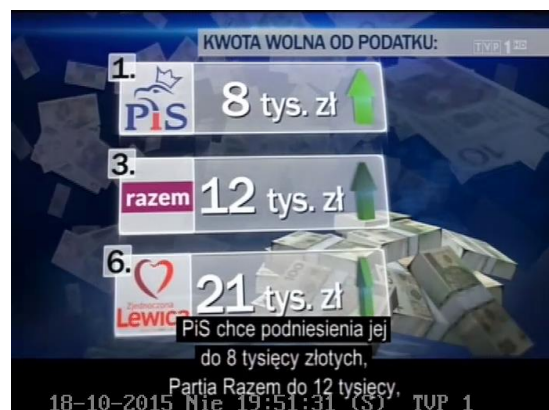 KWOTA WOLNA OD PODATKU:
TVP 1 HD
1.
PiS
8 tys. zł
3.
razem
12 tys. zł
6.
Zjednoczona
Lewica
21 tys. zł
PiS chce podniesienia jej
do 8 tysięcy złotych,
Partia Razem do 12 tysięcy,
18-10-2015 Nie 19:51:31 (S) TVP 1